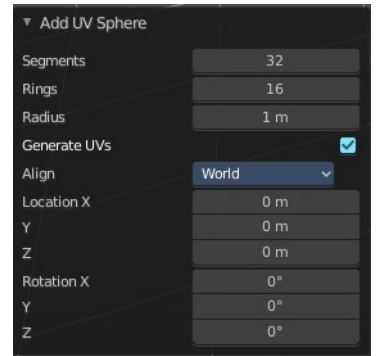 Add UV Sphere
Segments 32
Rings 16
Radius 1 m
Generate UVs
Align World
Location X 0 m
Y 0 m
Z 0 m
Rotation X 0°
Y 0°
Z 0°